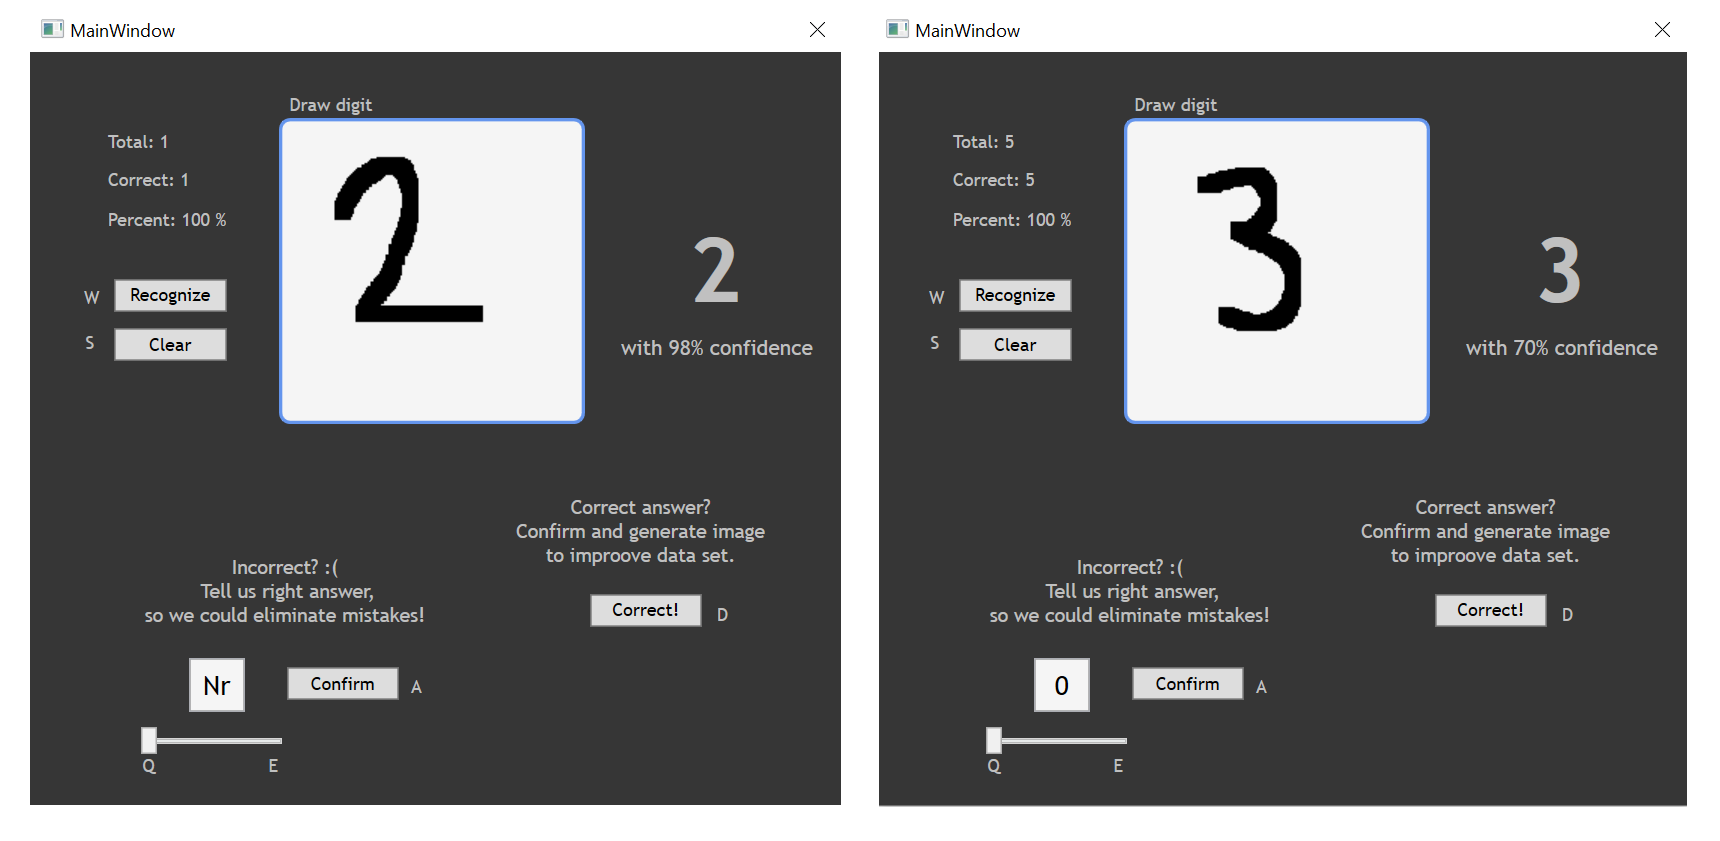 MainWindow
Draw digit
Total: 1
Correct: 1
Percent: 100 %
2
2
W
Recognize
with 98% confidence
S
Clear
Correct answer?
Confirm and generate image
to improove data set.
Incorrect? :(
Tell us right answer,
so we could eliminate mistakes!
Correct!
D
Nr
Confirm
A
Q
E
MainWindow
Draw digit
Total: 5
Correct: 5
Percent: 100 %
3
3
W
Recognize
with 70% confidence
S
Clear
Correct answer?
Confirm and generate image
to improove data set.
Incorrect? :(
Tell us right answer,
so we could eliminate mistakes!
Correct!
D
0
Confirm
A
Q
E